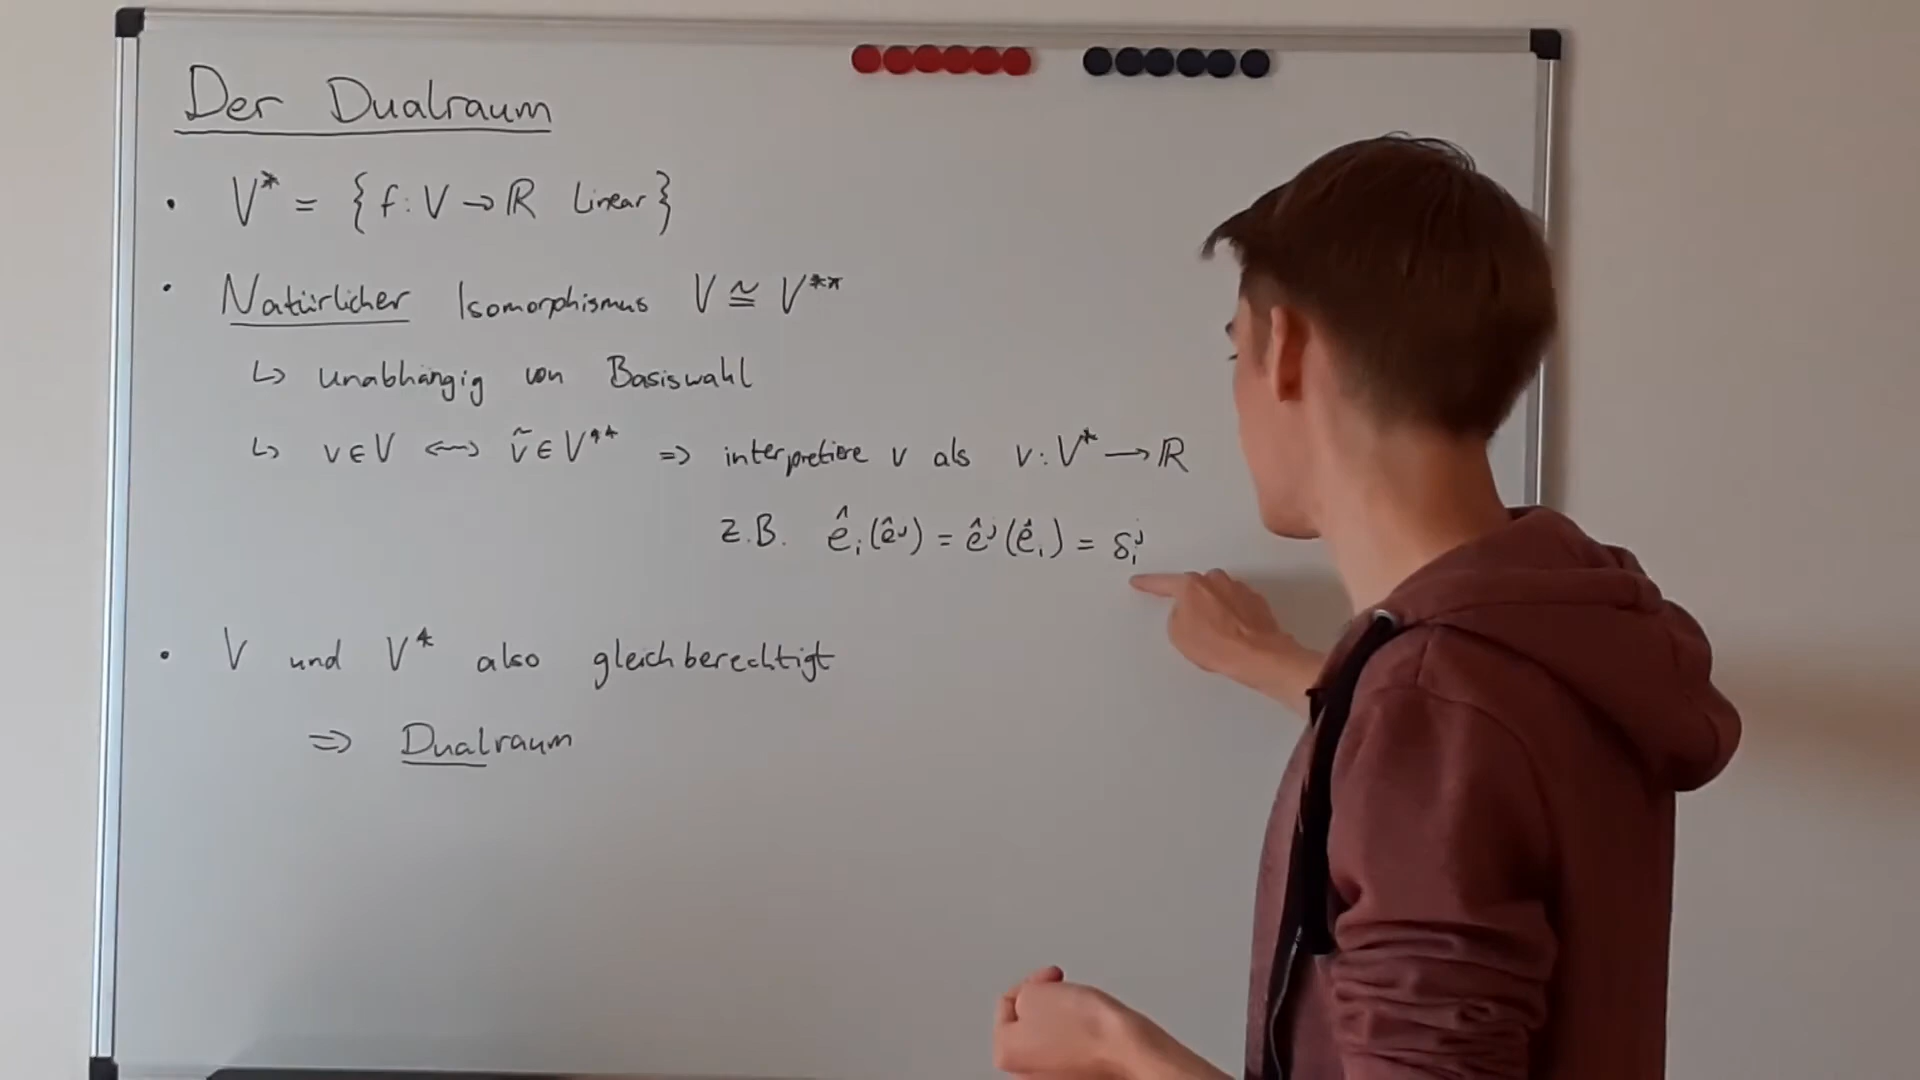 Der Dualraum
• V* = {f: V → ℝ Linear}
• Natürlicher Isomorphismus V ≅ V**
↳ unabhängig von Basiswahl
↳ v ∈ V ⟷ ṽ ∈ V** ⇒ interpretiere v als v: V* → ℝ
z.B. ê_i(ê^j) = ê^j(ê_i) = δ_i^j
• V und V* also gleichberechtigt
⇒ Dualraum